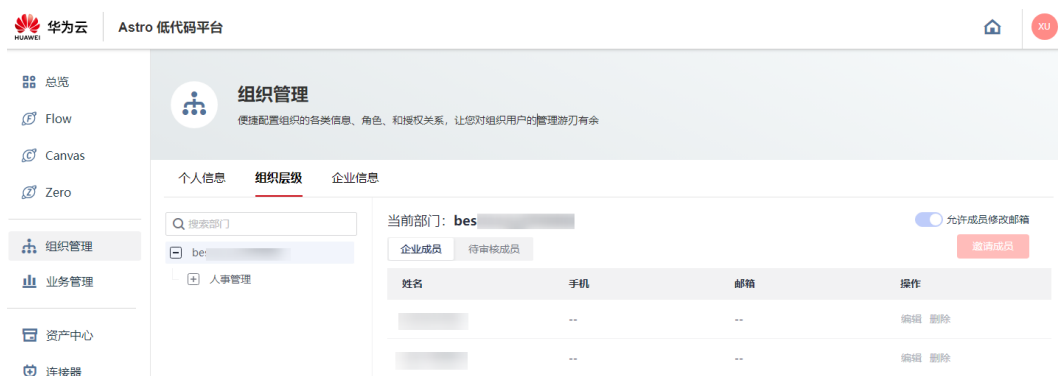 HUAWEI
华为云
Astro 低代码平台
XU
总览
Flow
Canvas
Zero
组织管理
业务管理
资产中心
连接器
组织管理
便捷配置组织的各类信息、角色、和授权关系，让您对组织用户的管理游刃有余
个人信息 组织层级 企业信息
搜索部门
人事管理
当前部门：bes
允许成员修改邮箱
企业成员 待审核成员
邀请成员
姓名 手机 邮箱 操作
-- -- 编辑 删除
-- -- 编辑 删除